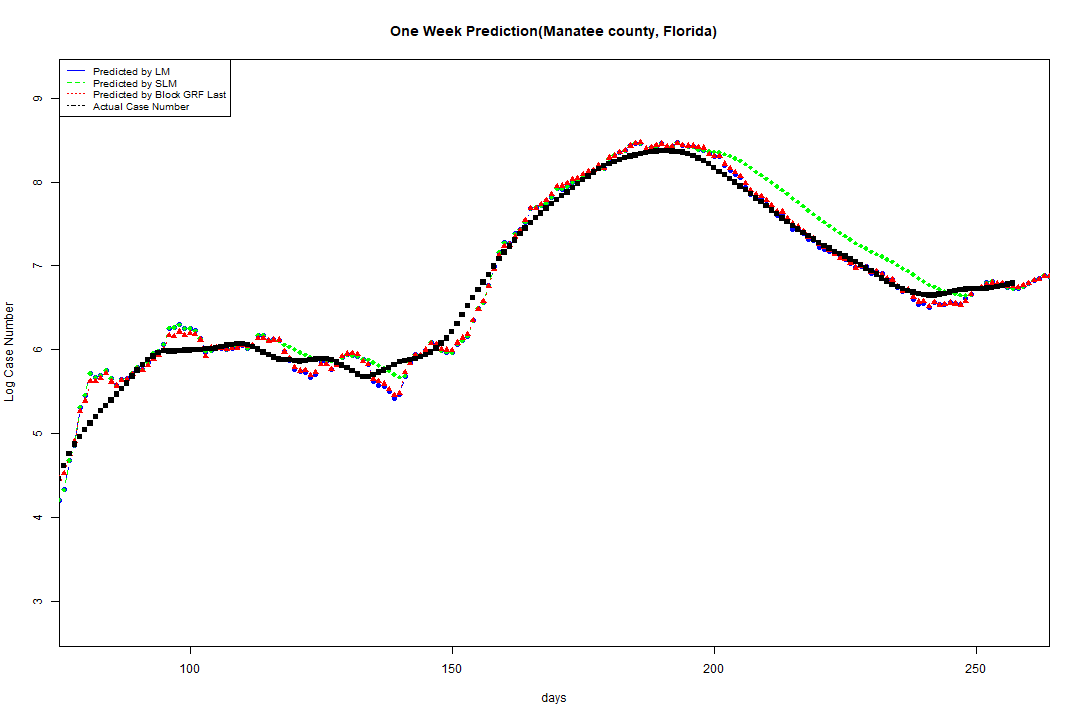 One Week Prediction(Manatee county, Florida)
Predicted by LM
Predicted by SLM
Predicted by Block GRF Last
Actual Case Number
9
8
7
6
5
4
3
Log Case Number
100 150 200 250
days